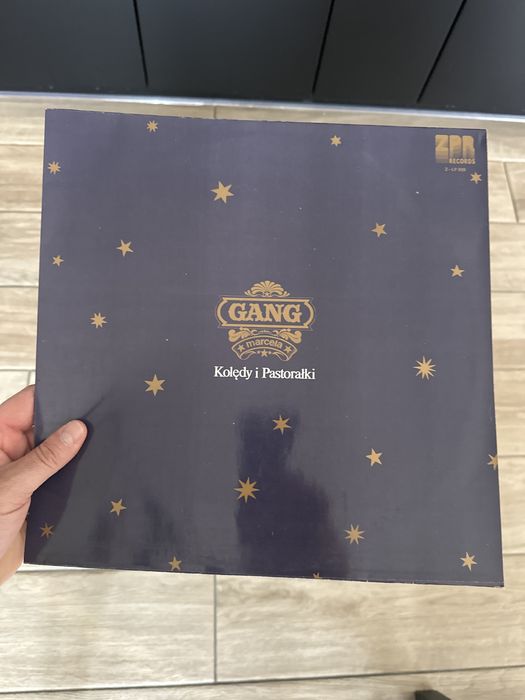 ZPR
RECORDS
GANG
marcela
Kolędy i Pastorałki